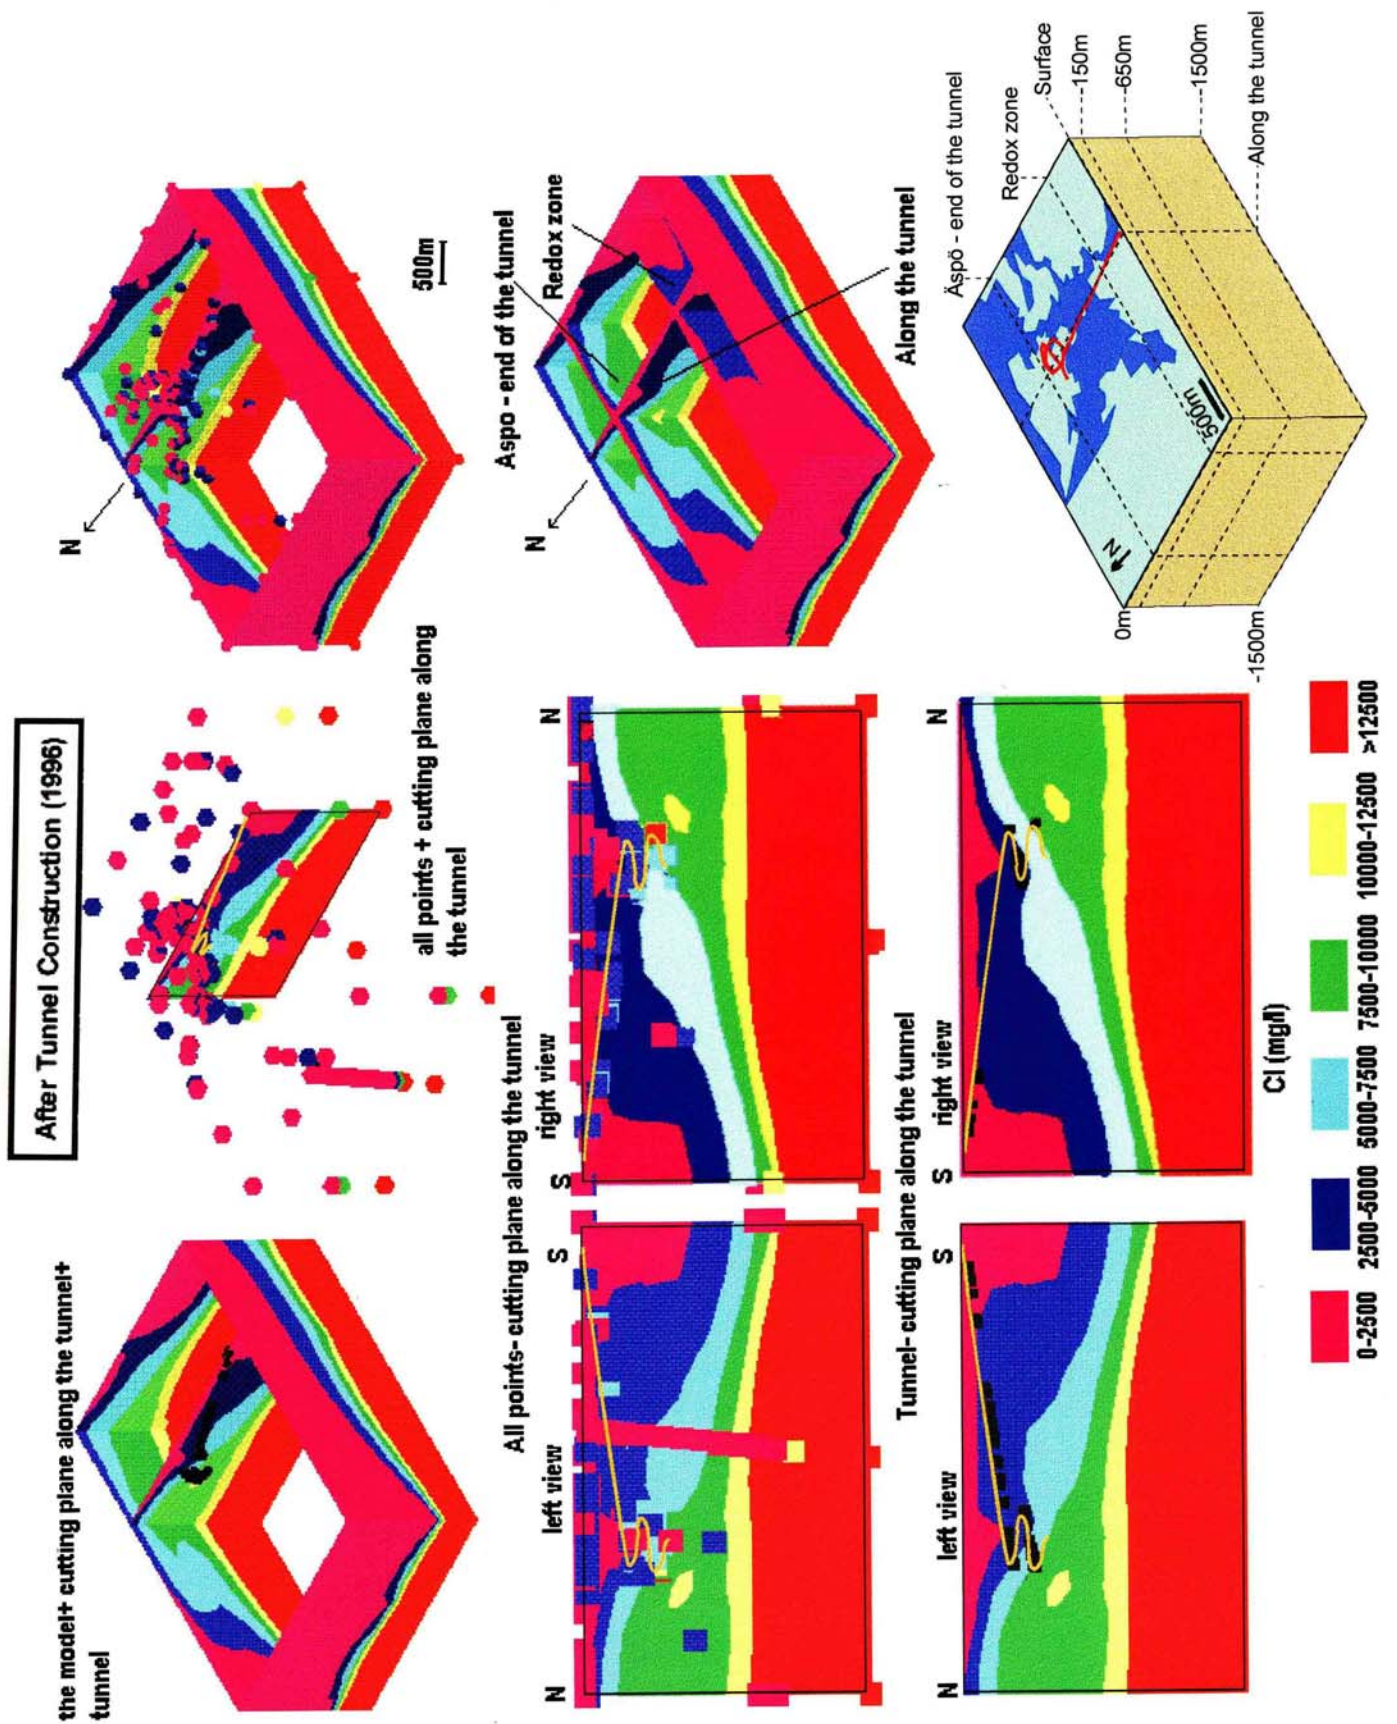 After Tunnel Construction (1996)
the model+ cutting plane along the tunnel+
tunnel
all points + cutting plane along
the tunnel
N
500m
All points- cutting plane along the tunnel
left view
right view
N
S
S
N
Aspo - end of the tunnel
Redox zone
N
Along the tunnel
Tunnel- cutting plane along the tunnel
left view
right view
N
S
S
N
Äspö - end of the tunnel
Redox zone
Surface
-150m
-650m
-1500m
Along the tunnel
N
500m
0m
-1500m
Cl (mg/l)
0-2500
2500-5000
5000-7500
7500-10000
10000-12500
>12500